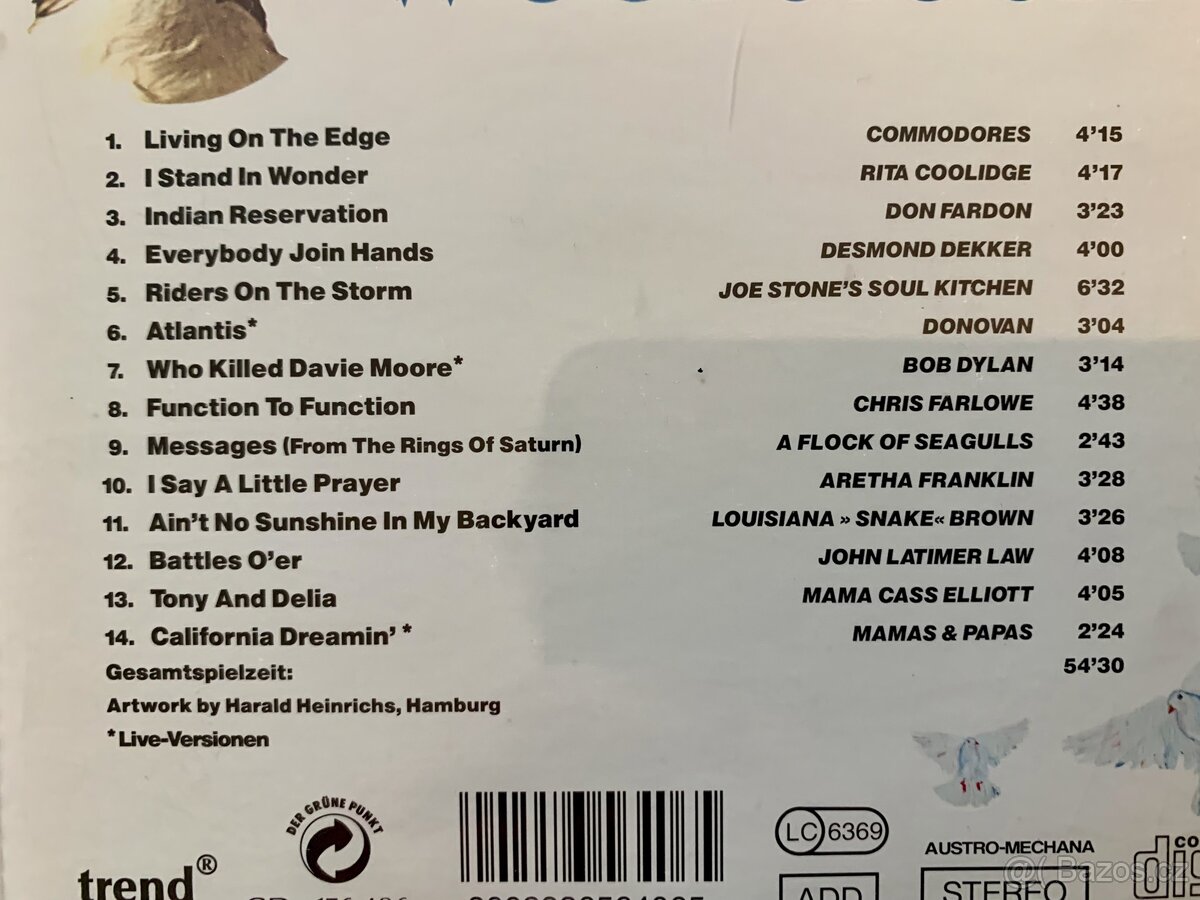 1. Living On The Edge COMMODORES 4'15
2. I Stand In Wonder RITA COOLIDGE 4'17
3. Indian Reservation DON FARDON 3'23
4. Everybody Join Hands DESMOND DEKKER 4'00
5. Riders On The Storm JOE STONE'S SOUL KITCHEN 6'32
6. Atlantis* DONOVAN 3'04
7. Who Killed Davie Moore* BOB DYLAN 3'14
8. Function To Function CHRIS FARLOWE 4'38
9. Messages (From The Rings Of Saturn) A FLOCK OF SEAGULLS 2'43
10. I Say A Little Prayer ARETHA FRANKLIN 3'28
11. Ain't No Sunshine In My Backyard LOUISIANA » SNAKE« BROWN 3'26
12. Battles O'er JOHN LATIMER LAW 4'08
13. Tony And Delia MAMA CASS ELLIOTT 4'05
14. California Dreamin' * MAMAS & PAPAS 2'24
Gesamtspielzeit: 54'30
Artwork by Harald Heinrichs, Hamburg
*Live-Versionen
DER GRÜNE PUNKT
LC 6369
AUSTRO-MECHANA
trend®
ADD
STEREO
Bazos.cz